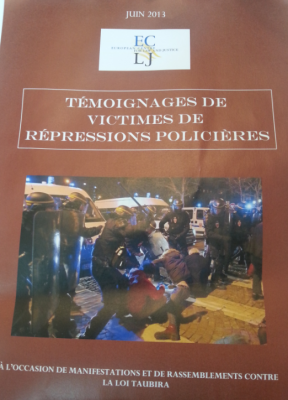 JUIN 2013
EC
LJ
TÉMOIGNAGES DE
VICTIMES DE
RÉPRESSIONS POLICIÈRES
À L'OCCASION DE MANIFESTATIONS ET DE RASSEMBLEMENTS CONTRE
LA LOI TAUBIRA